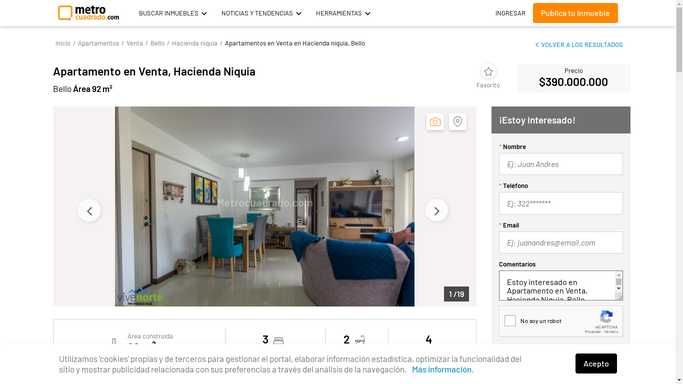 metro
cuadrado.com
BUSCAR INMUEBLES
NOTICIAS Y TENDENCIAS
HERRAMIENTAS
INGRESAR
Publica tu Inmueble
Inicio / Apartamentos / Venta / Bello / Hacienda niquia / Apartamentos en Venta en Hacienda niquia, Bello
VOLVER A LOS RESULTADOS
Apartamento en Venta, Hacienda Niquia
Bello Área 92 m²
Favorito
Precio
$390.000.000
Metrocuadrado.com
1 /19
¡Estoy Interesado!
* Nombre
Ej: Juan Andres
* Teléfono
Ej: 322*******
* Email
Ej: juanandres@email.com
Comentarios
Estoy interesado en
Apartamento en Venta,
Hacienda Niquia, Bello
No soy un robot
reCAPTCHA
Privacidad - Términos
Área construida
3
2
4
Utilizamos 'cookies' propias y de terceros para gestionar el portal, elaborar información estadística, optimizar la funcionalidad del
sitio y mostrar publicidad relacionada con sus preferencias a través del análisis de la navegación. Más información.
Acepto